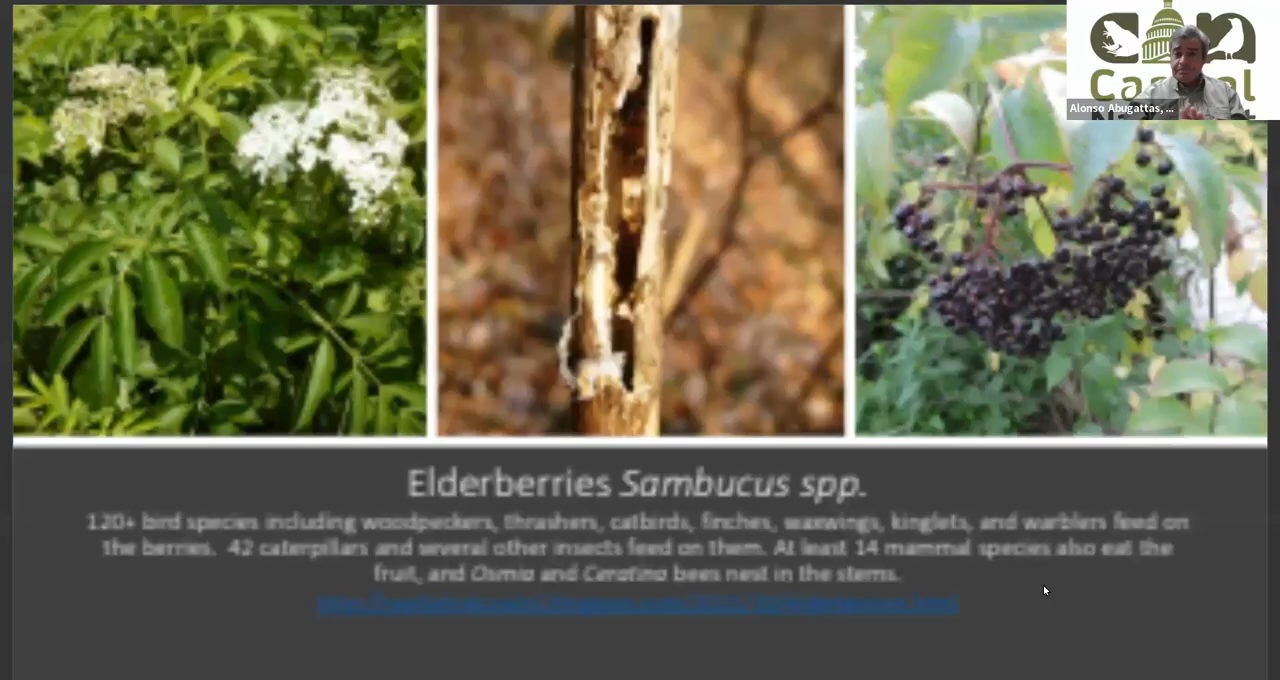 Ca l
Alonso Abugattas, ...
Elderberries Sambucus spp.
120+ bird species including woodpeckers, thrashers, catbirds, finches, waxwings, kinglets, and warblers feed on
the berries. 42 caterpillars and several other insects feed on them. At least 14 mammal species also eat the
fruit, and Osmia and Ceratina bees nest in the stems.